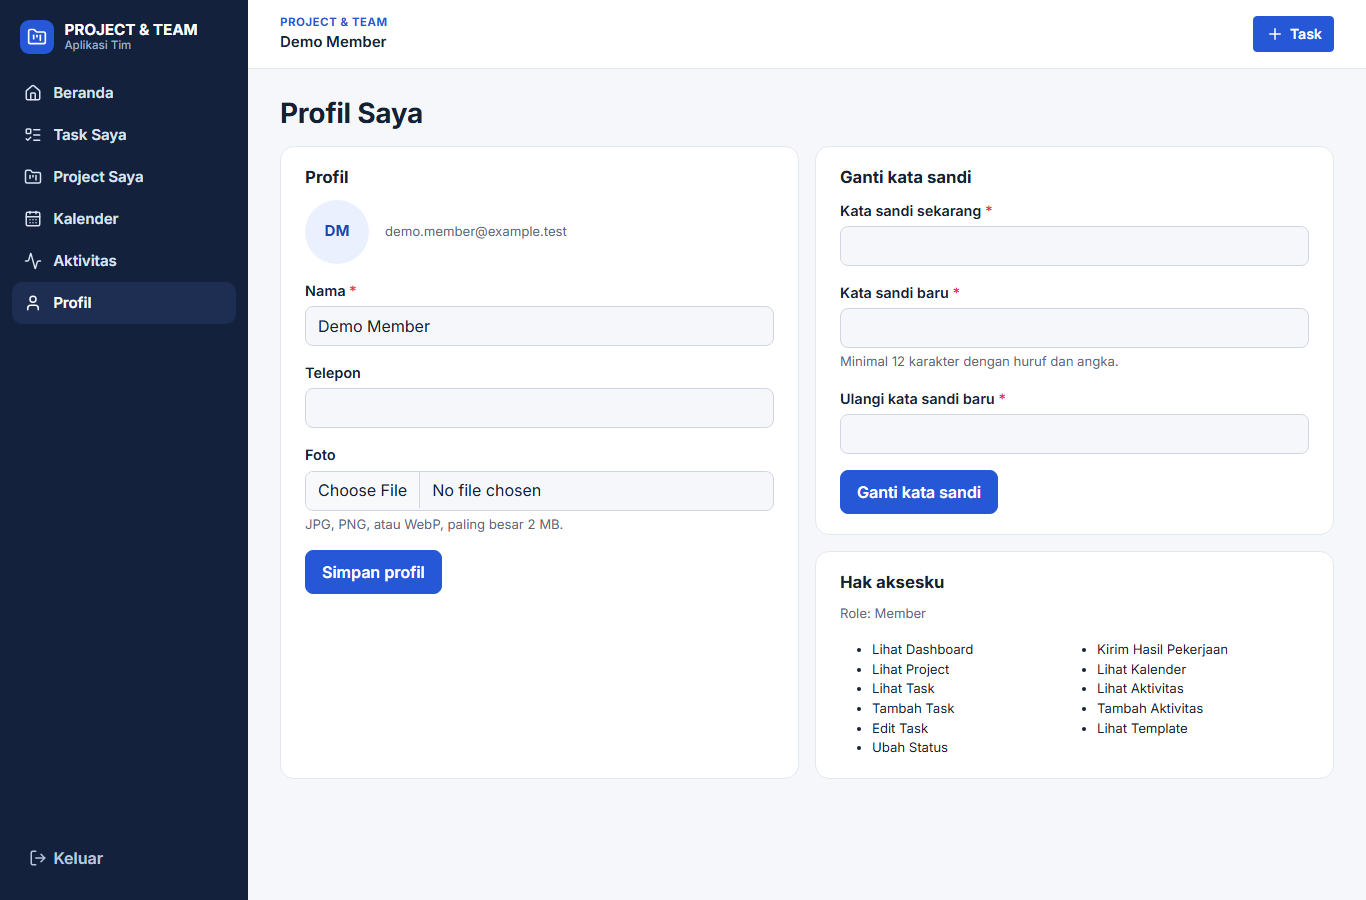 PROJECT & TEAM
Aplikasi Tim
Beranda
Task Saya
Project Saya
Kalender
Aktivitas
Profil
Keluar
PROJECT & TEAM
Demo Member
+ Task
Profil Saya
Profil
DM
demo.member@example.test
Nama *
Demo Member
Telepon
Foto
Choose File No file chosen
JPG, PNG, atau WebP, paling besar 2 MB.
Simpan profil
Ganti kata sandi
Kata sandi sekarang *
Kata sandi baru *
Minimal 12 karakter dengan huruf dan angka.
Ulangi kata sandi baru *
Ganti kata sandi
Hak aksesku
Role: Member
• Lihat Dashboard
• Lihat Project
• Lihat Task
• Tambah Task
• Edit Task
• Ubah Status
• Kirim Hasil Pekerjaan
• Lihat Kalender
• Lihat Aktivitas
• Tambah Aktivitas
• Lihat Template